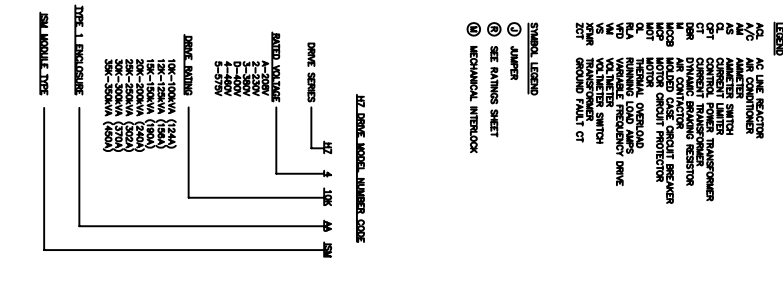 LEGEND
ACL AC LINE REACTOR
A/C AIR CONDITIONER
AM AMMETER
AS AMMETER SWITCH
CL CURRENT LIMITER
CPT CONTROL POWER TRANSFORMER
CT CURRENT TRANSFORMER
DBR DYNAMIC BRAKING RESISTOR
M AIR CONTACTOR
MCCB MOLDED CASE CIRCUIT BREAKER
MCP MOTOR CIRCUIT PROTECTOR
MOT MOTOR
OL THERMAL OVERLOAD
RLA RUNNING LOAD AMPS
VFD VARIABLE FREQUENCY DRIVE
VM VOLTMETER
VS VOLTMETER SWITCH
XFMR TRANSFORMER
ZCT GROUND FAULT CT
SYMBOL LEGEND
J JUMPER
R SEE RATINGS SHEET
M MECHANICAL INTERLOCK
H7 DRIVE MODEL NUMBER CODE
H7 4 10K AA ISM
DRIVE SERIES
RATED VOLTAGE
A-208V
2-230V
3-380V
D-400V
4-460V
5-575V
DRIVE RATING
10K-100KVA (124A)
12K-125KVA (156A)
15K-150KVA (190A)
20K-200KVA (240A)
25K-250KVA (302A)
30K-300KVA (370A)
35K-350KVA (450A)
TYPE 1 ENCLOSURE
ISM MODULE TYPE